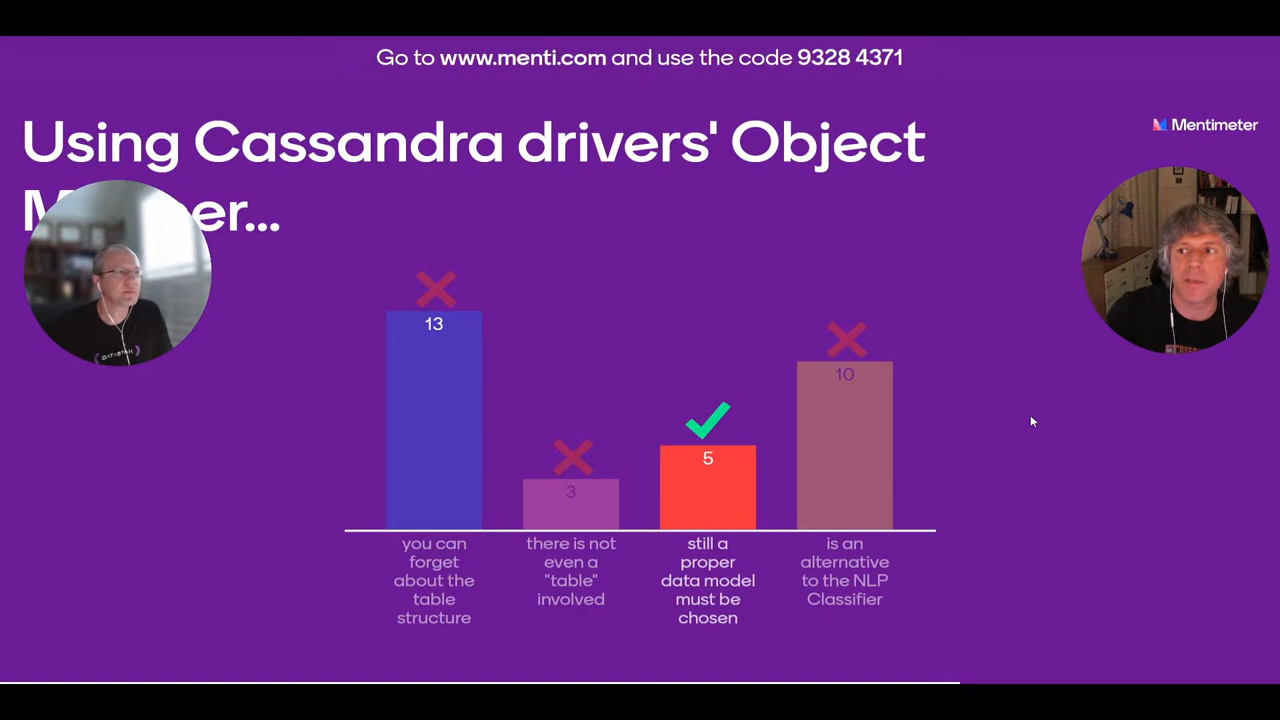 Go to www.menti.com and use the code 9328 4371
Mentimeter
Using Cassandra drivers' Object
13
3
5
10
you can
forget
about the
table
structure
there is not
even a
"table"
involved
still a
proper
data model
must be
chosen
is an
alternative
to the NLP
Classifier
DATASTAX